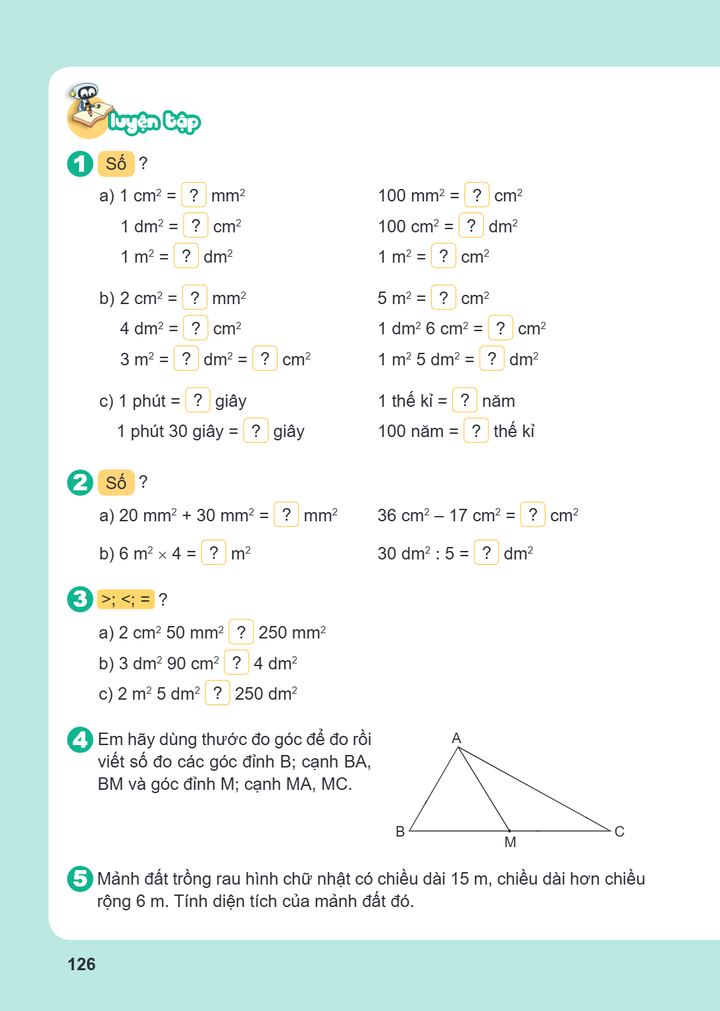 Luyện tập
1 Số ?
a) 1 cm² = ? mm² 100 mm² = ? cm²
1 dm² = ? cm² 100 cm² = ? dm²
1 m² = ? dm² 1 m² = ? cm²
b) 2 cm² = ? mm² 5 m² = ? cm²
4 dm² = ? cm² 1 dm² 6 cm² = ? cm²
3 m² = ? dm² = ? cm² 1 m² 5 dm² = ? dm²
c) 1 phút = ? giây 1 thế kỉ = ? năm
1 phút 30 giây = ? giây 100 năm = ? thế kỉ
2 Số ?
a) 20 mm² + 30 mm² = ? mm² 36 cm² – 17 cm² = ? cm²
b) 6 m² × 4 = ? m² 30 dm² : 5 = ? dm²
3 >; <; = ?
a) 2 cm² 50 mm² ? 250 mm²
b) 3 dm² 90 cm² ? 4 dm²
c) 2 m² 5 dm² ? 250 dm²
4 Em hãy dùng thước đo góc để đo rồi
viết số đo các góc đỉnh B; cạnh BA,
BM và góc đỉnh M; cạnh MA, MC.
A
B
M
C
5 Mảnh đất trồng rau hình chữ nhật có chiều dài 15 m, chiều dài hơn chiều
rộng 6 m. Tính diện tích của mảnh đất đó.
126